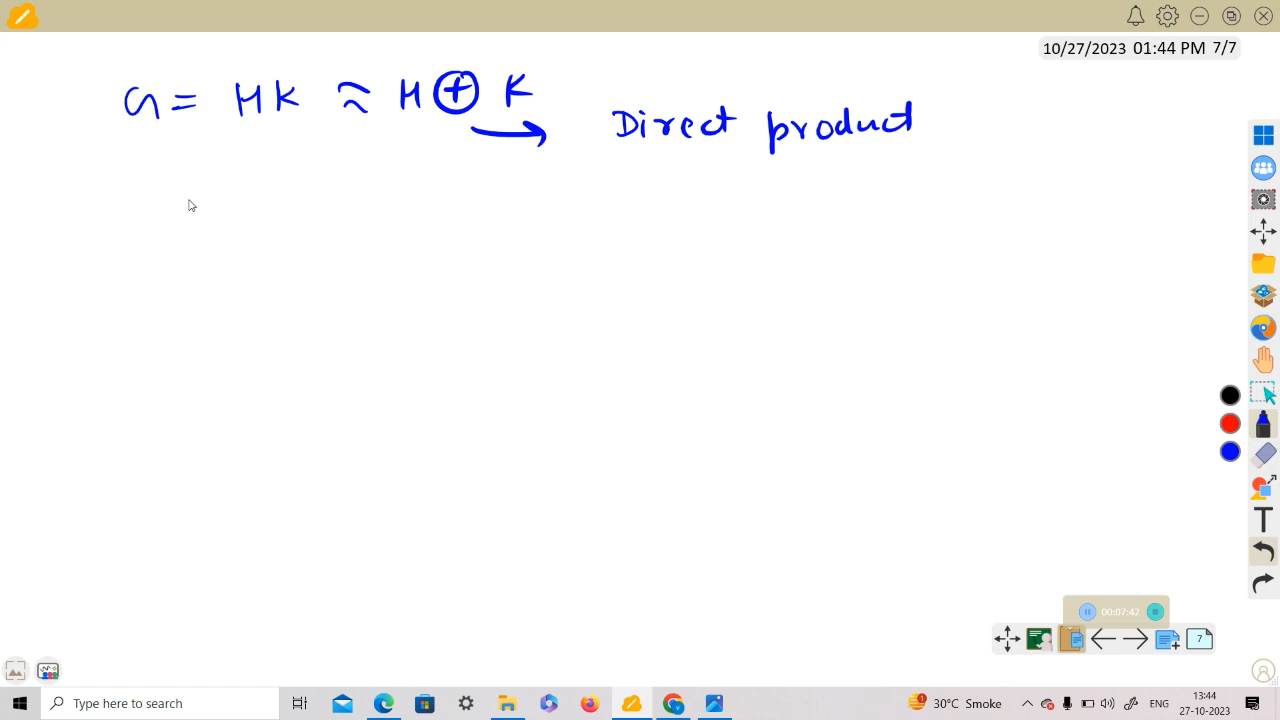 10/27/2023 01:44 PM 7/7
G = HK ≈ H ⊕ K
→ Direct product
T
00:07:42
7
Type here to search
1
30°C Smoke
ENG
13:44
27-10-2023